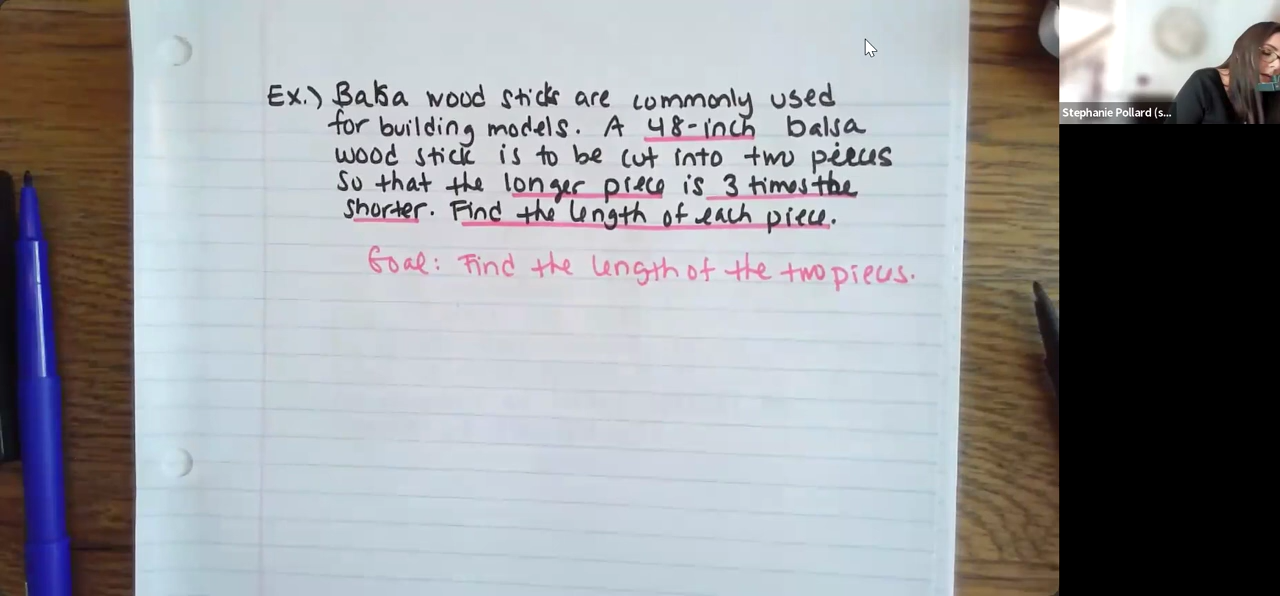 Ex.) Balsa wood sticks are commonly used
for building models. A 48-inch balsa
wood stick is to be cut into two pieces
So that the longer piece is 3 times the
shorter. Find the length of each piece.
Goal: Find the length of the two pieces.
Stephanie Pollard (s...